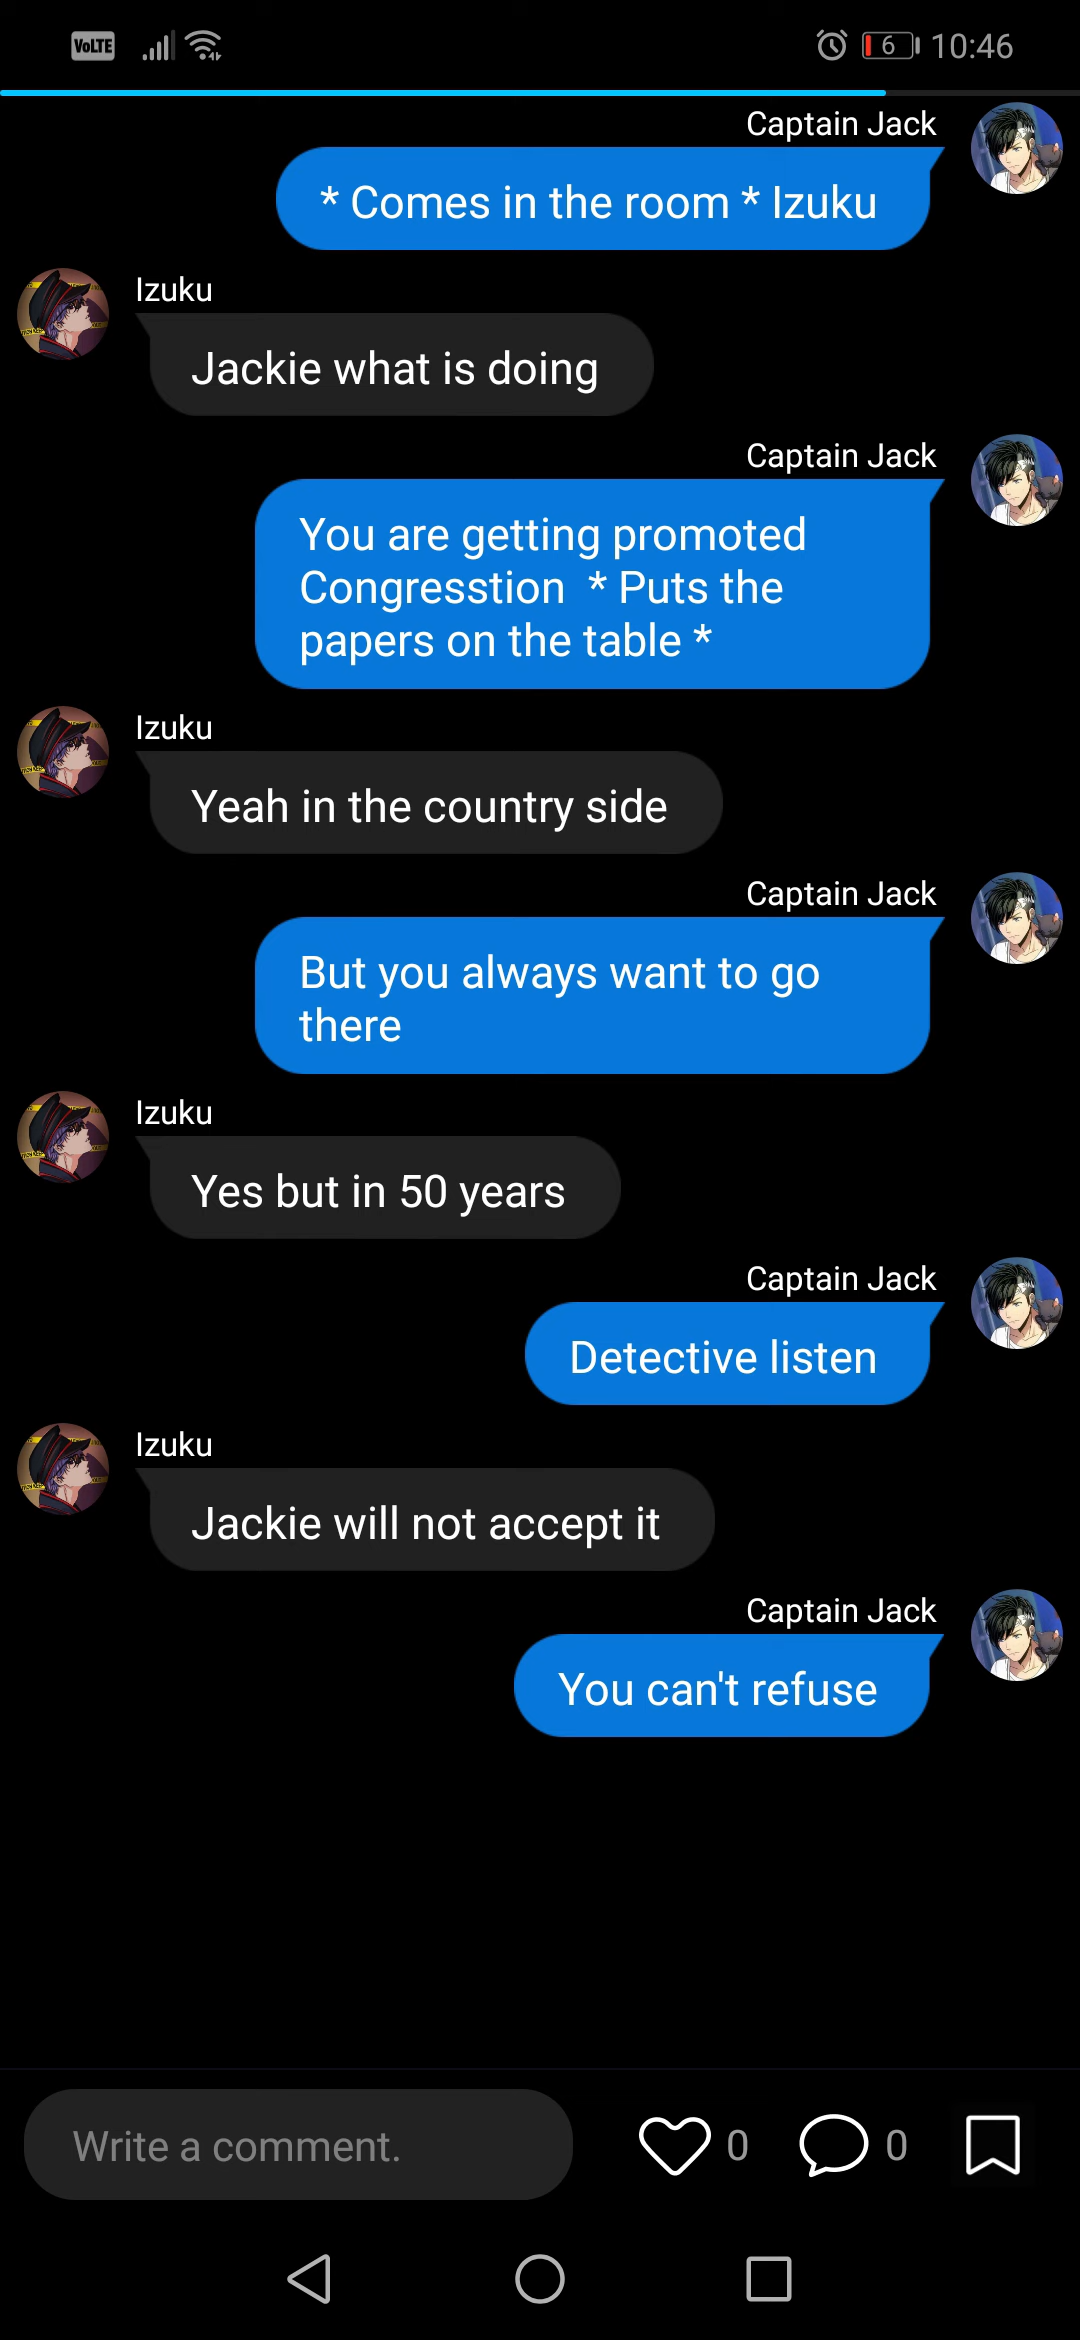 VoLTE 6 10:46
Captain Jack
* Comes in the room * Izuku
Izuku
Jackie what is doing
Captain Jack
You are getting promoted
Congresstion  * Puts the
papers on the table *
Izuku
Yeah in the country side
Captain Jack
But you always want to go
there
Izuku
Yes but in 50 years
Captain Jack
Detective listen
Izuku
Jackie will not accept it
Captain Jack
You can't refuse
Write a comment. 0 0